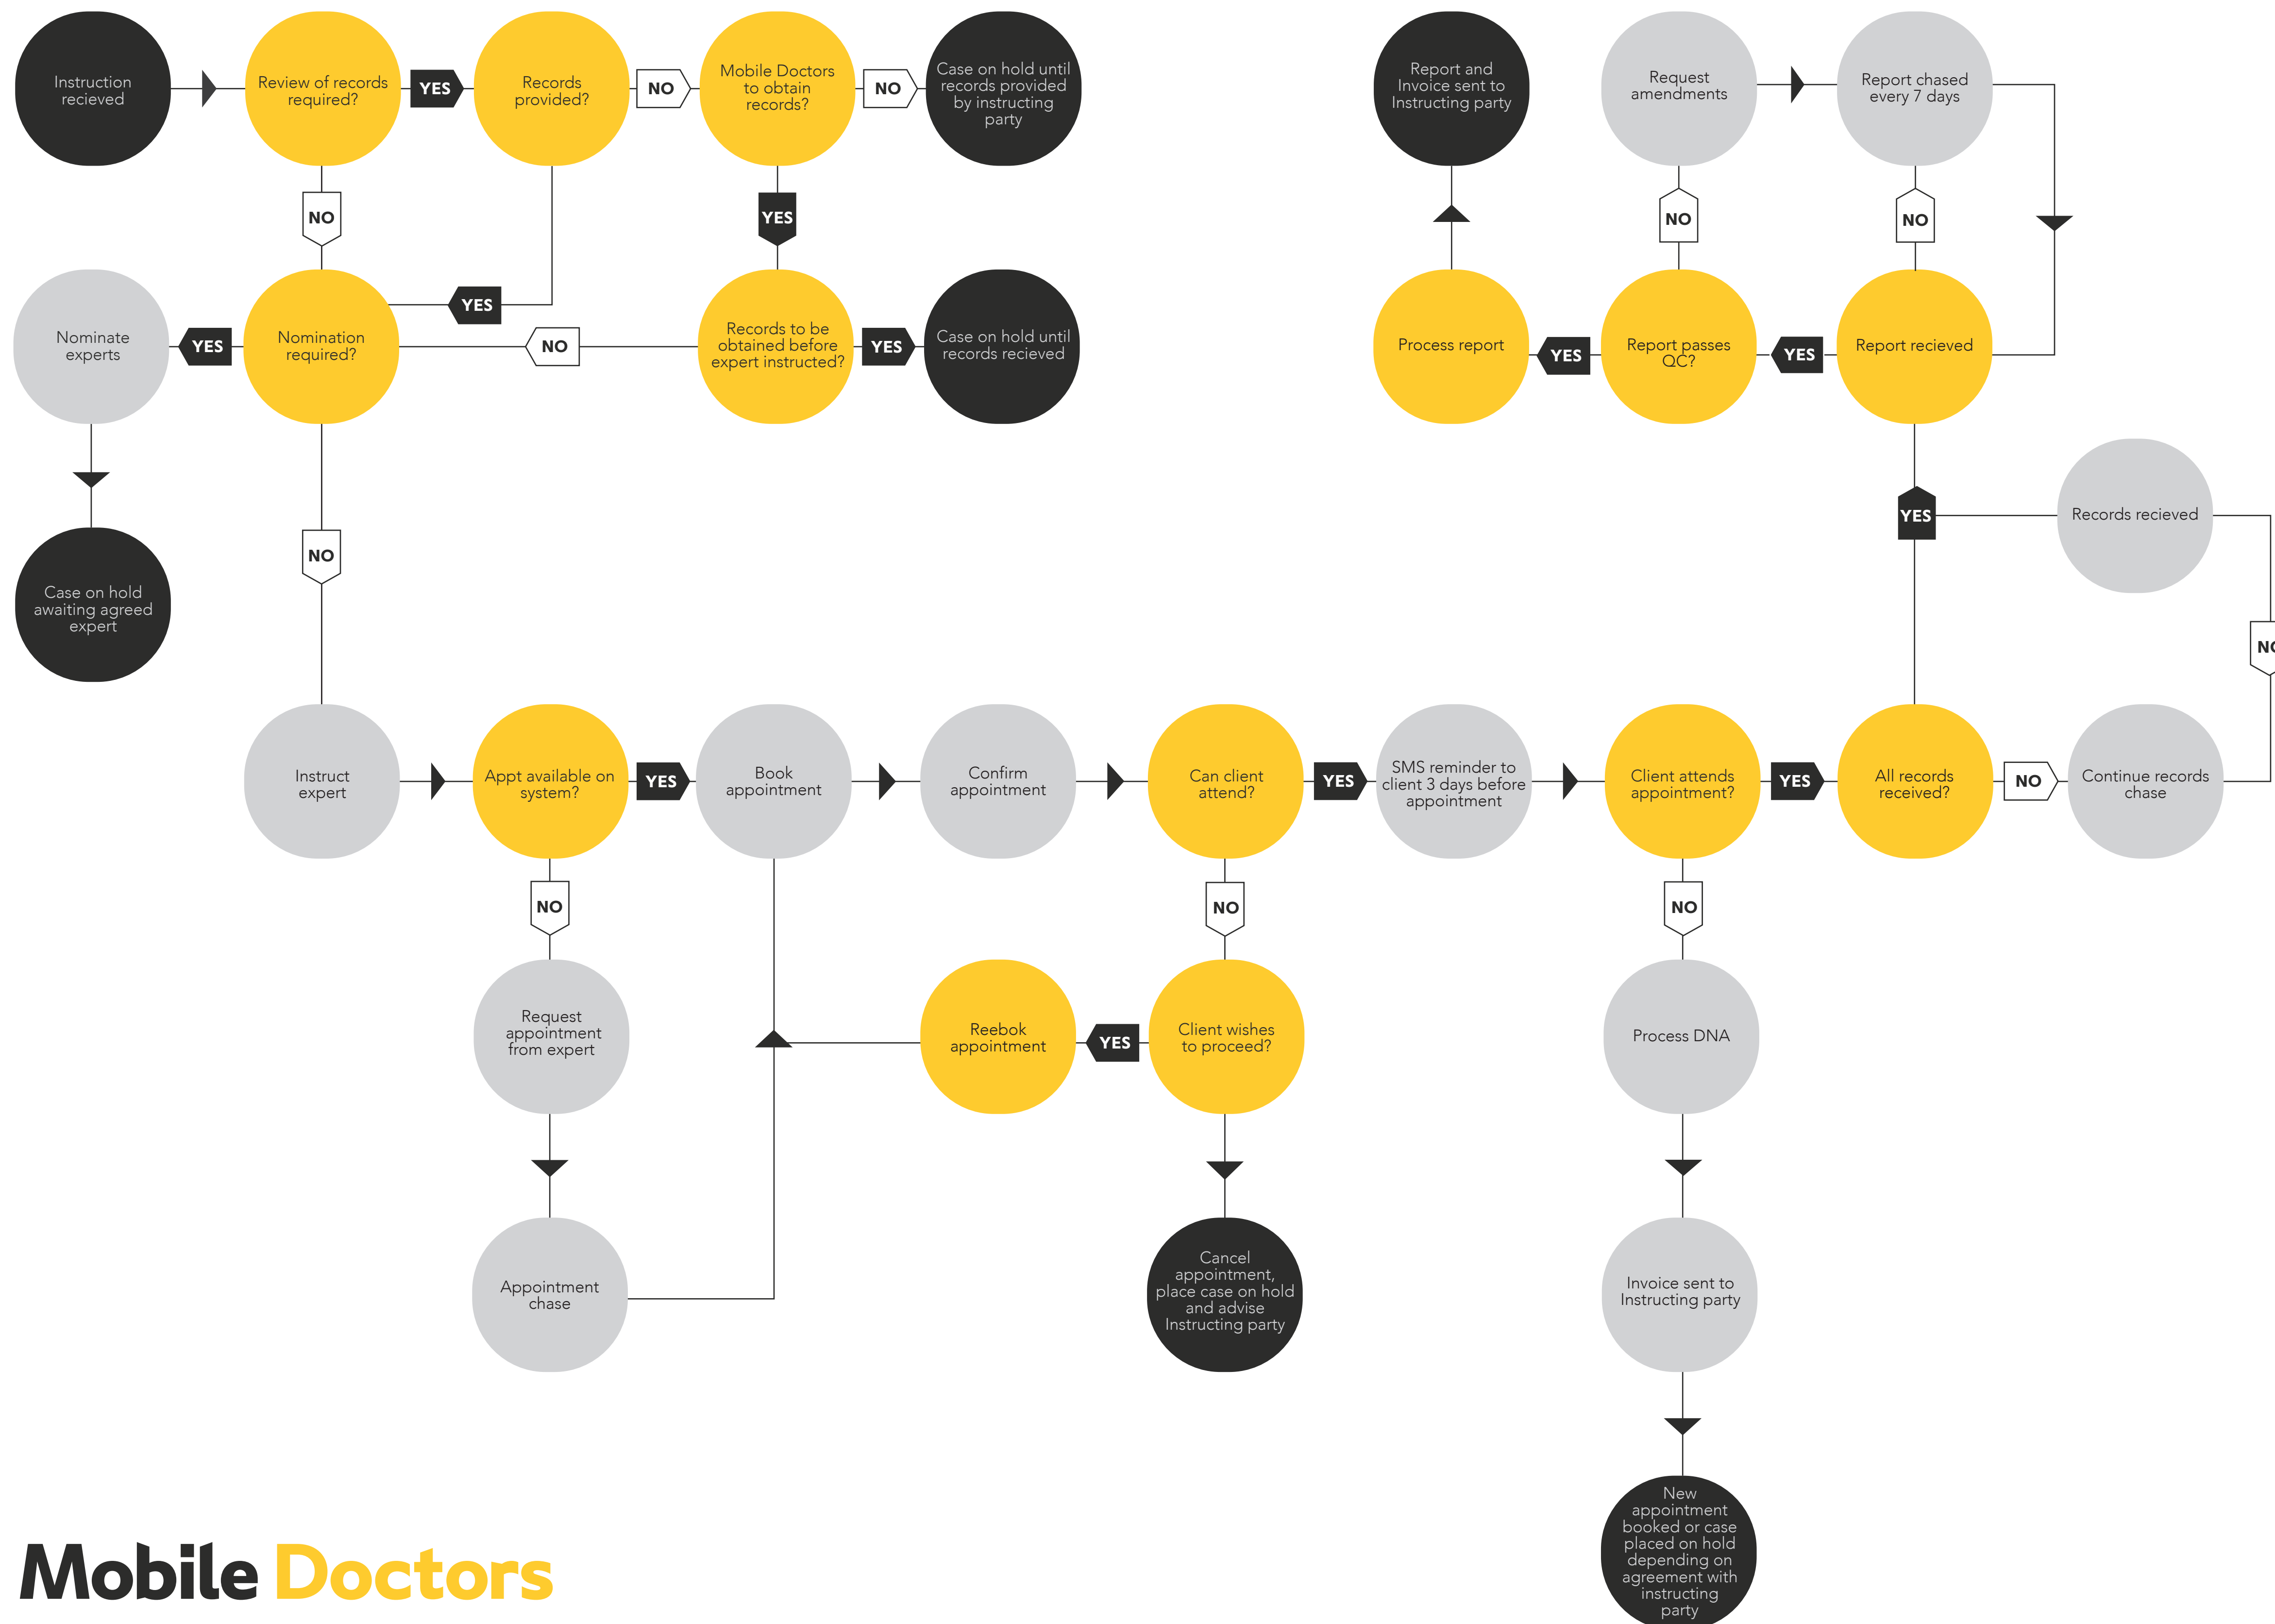 Instruction
recieved
Review of records
required?
YES
Records
provided?
NO
Mobile Doctors
to obtain
records?
NO
Case on hold until
records provided
by instructing
party
Report and
Invoice sent to
Instructing party
Request
amendments
Report chased
every 7 days
NO
YES
NO
NO
YES
Nominate
experts
YES
Nomination
required?
NO
Records to be
obtained before
expert instructed?
YES
Case on hold until
records recieved
Process report
YES
Report passes
QC?
YES
Report recieved
NO
YES
Records recieved
Case on hold
awaiting agreed
expert
NO
Instruct
expert
Appt available on
system?
YES
Book
appointment
Confirm
appointment
Can client
attend?
YES
SMS reminder to
client 3 days before
appointment
Client attends
appointment?
YES
All records
received?
NO
Continue records
chase
NO
NO
NO
Request
appointment
from expert
Reebok
appointment
YES
Client wishes
to proceed?
Process DNA
Appointment
chase
Cancel
appointment,
place case on hold
and advise
Instructing party
Invoice sent to
Instructing party
New
appointment
booked or case
placed on hold
depending on
agreement with
instructing
party
Mobile Doctors